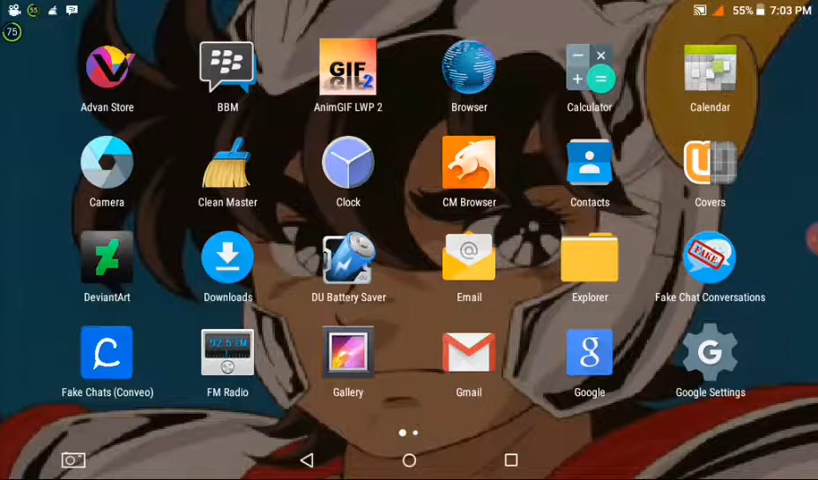 55 55% 7:03 PM
75
GIF 2
Advan Store BBM AnimGIF LWP 2 Browser Calculator Calendar
Camera Clean Master Clock CM Browser Contacts Covers
FAKE
DeviantArt Downloads DU Battery Saver Email Explorer Fake Chat Conversations
92.5 FM
Fake Chats (Conveo) FM Radio Gallery Gmail Google Google Settings